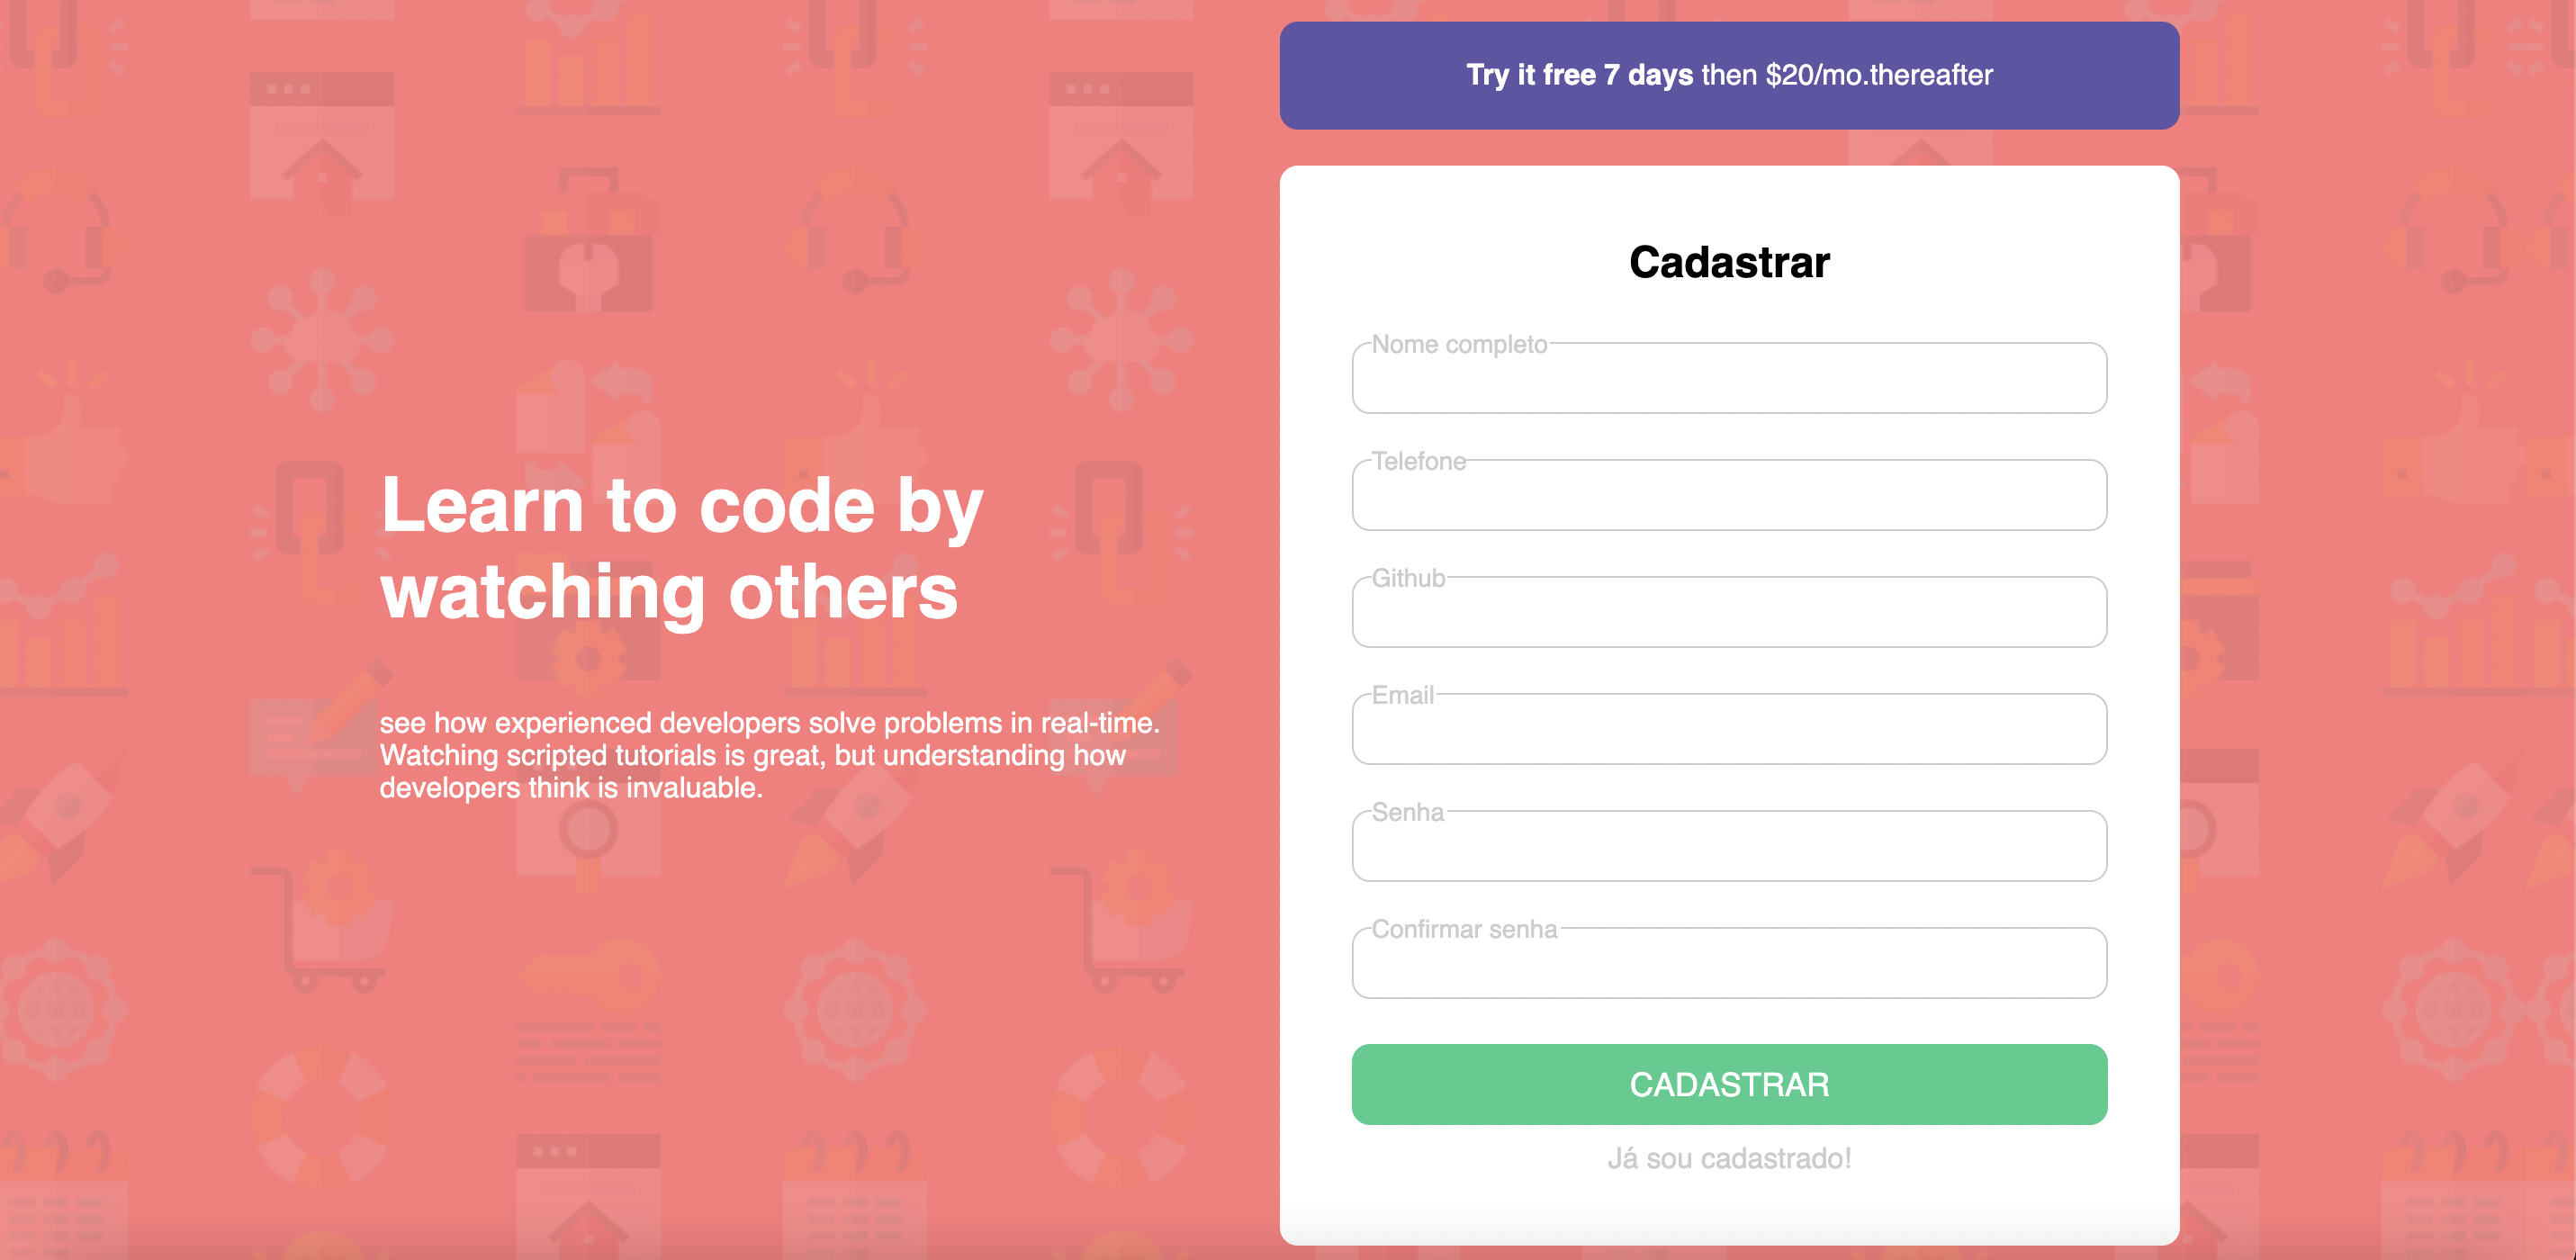 Learn to code by
watching others
see how experienced developers solve problems in real-time.
Watching scripted tutorials is great, but understanding how
developers think is invaluable.
Try it free 7 days then $20/mo.thereafter
Cadastrar
Nome completo
Telefone
Github
Email
Senha
Confirmar senha
CADASTRAR
Já sou cadastrado!